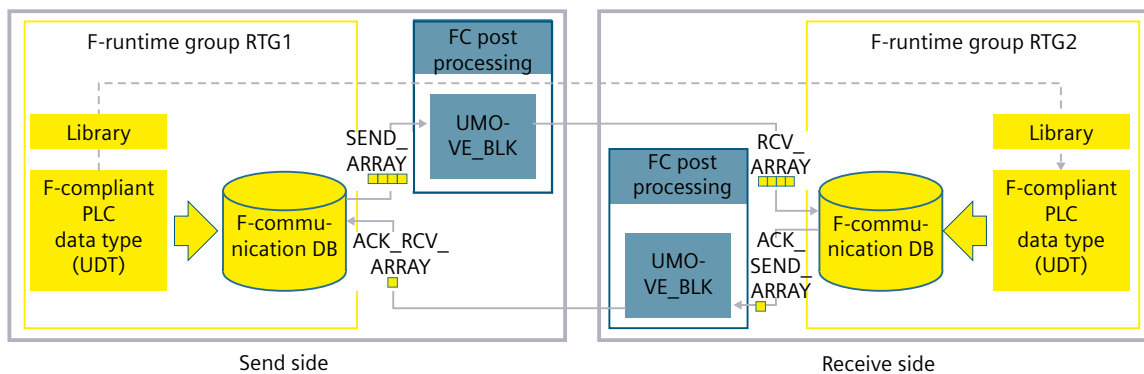 F-runtime group RTG1
FC post
processing
UMO-
VE_BLK
Library
F-compliant
PLC
data type
(UDT)
F-commu-
nication DB
SEND_
ARRAY
ACK_RCV_
ARRAY
Send side
F-runtime group RTG2
FC post
processing
UMO-
VE_BLK
RCV_
ARRAY
ACK_
SEND_
ARRAY
F-commu-
nication DB
Library
F-compliant
PLC
data type
(UDT)
Receive side